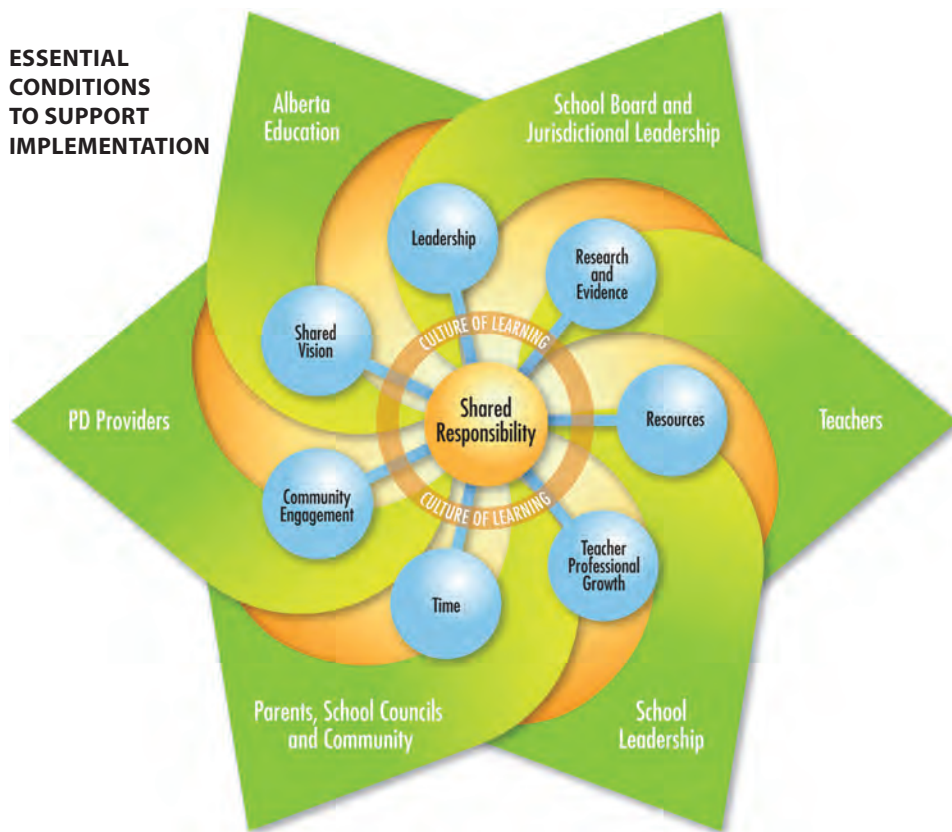 ESSENTIAL
CONDITIONS
TO SUPPORT
IMPLEMENTATION
Alberta
Education
School Board and
Jurisdictional Leadership
Leadership
Research
and
Evidence
Shared
Vision
CULTURE OF LEARNING
Shared
Responsibility
PD Providers
Resources
Teachers
Community
Engagement
CULTURE OF LEARNING
Teacher
Professional
Growth
Time
Parents, School Councils
and Community
School
Leadership